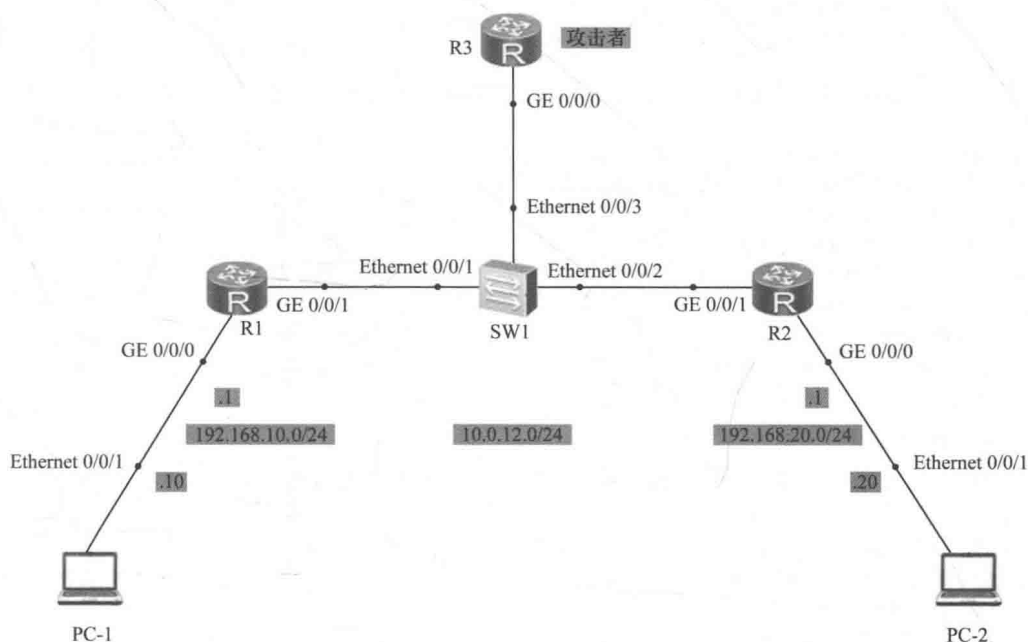 R3
攻击者
GE 0/0/0
Ethernet 0/0/3
Ethernet 0/0/1
Ethernet 0/0/2
GE 0/0/1
GE 0/0/1
R1
SW1
R2
GE 0/0/0
GE 0/0/0
.1
.1
192.168.10.0/24
10.0.12.0/24
192.168.20.0/24
Ethernet 0/0/1
Ethernet 0/0/1
.10
.20
PC-1
PC-2